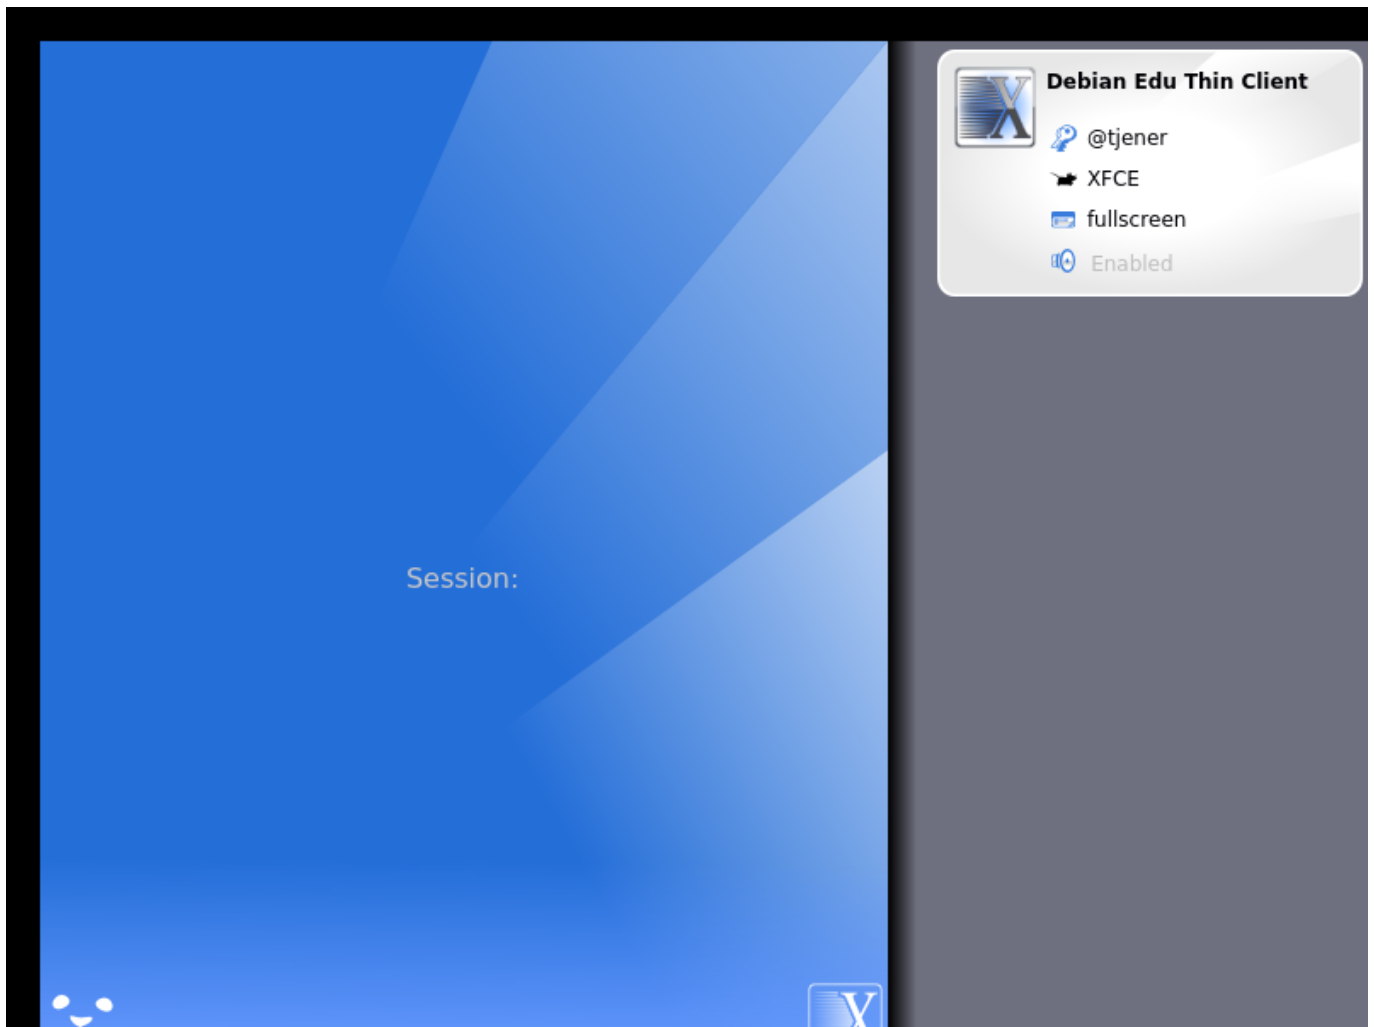 Debian Edu Thin Client
@tjener
XFCE
fullscreen
Enabled
Session:
X
X